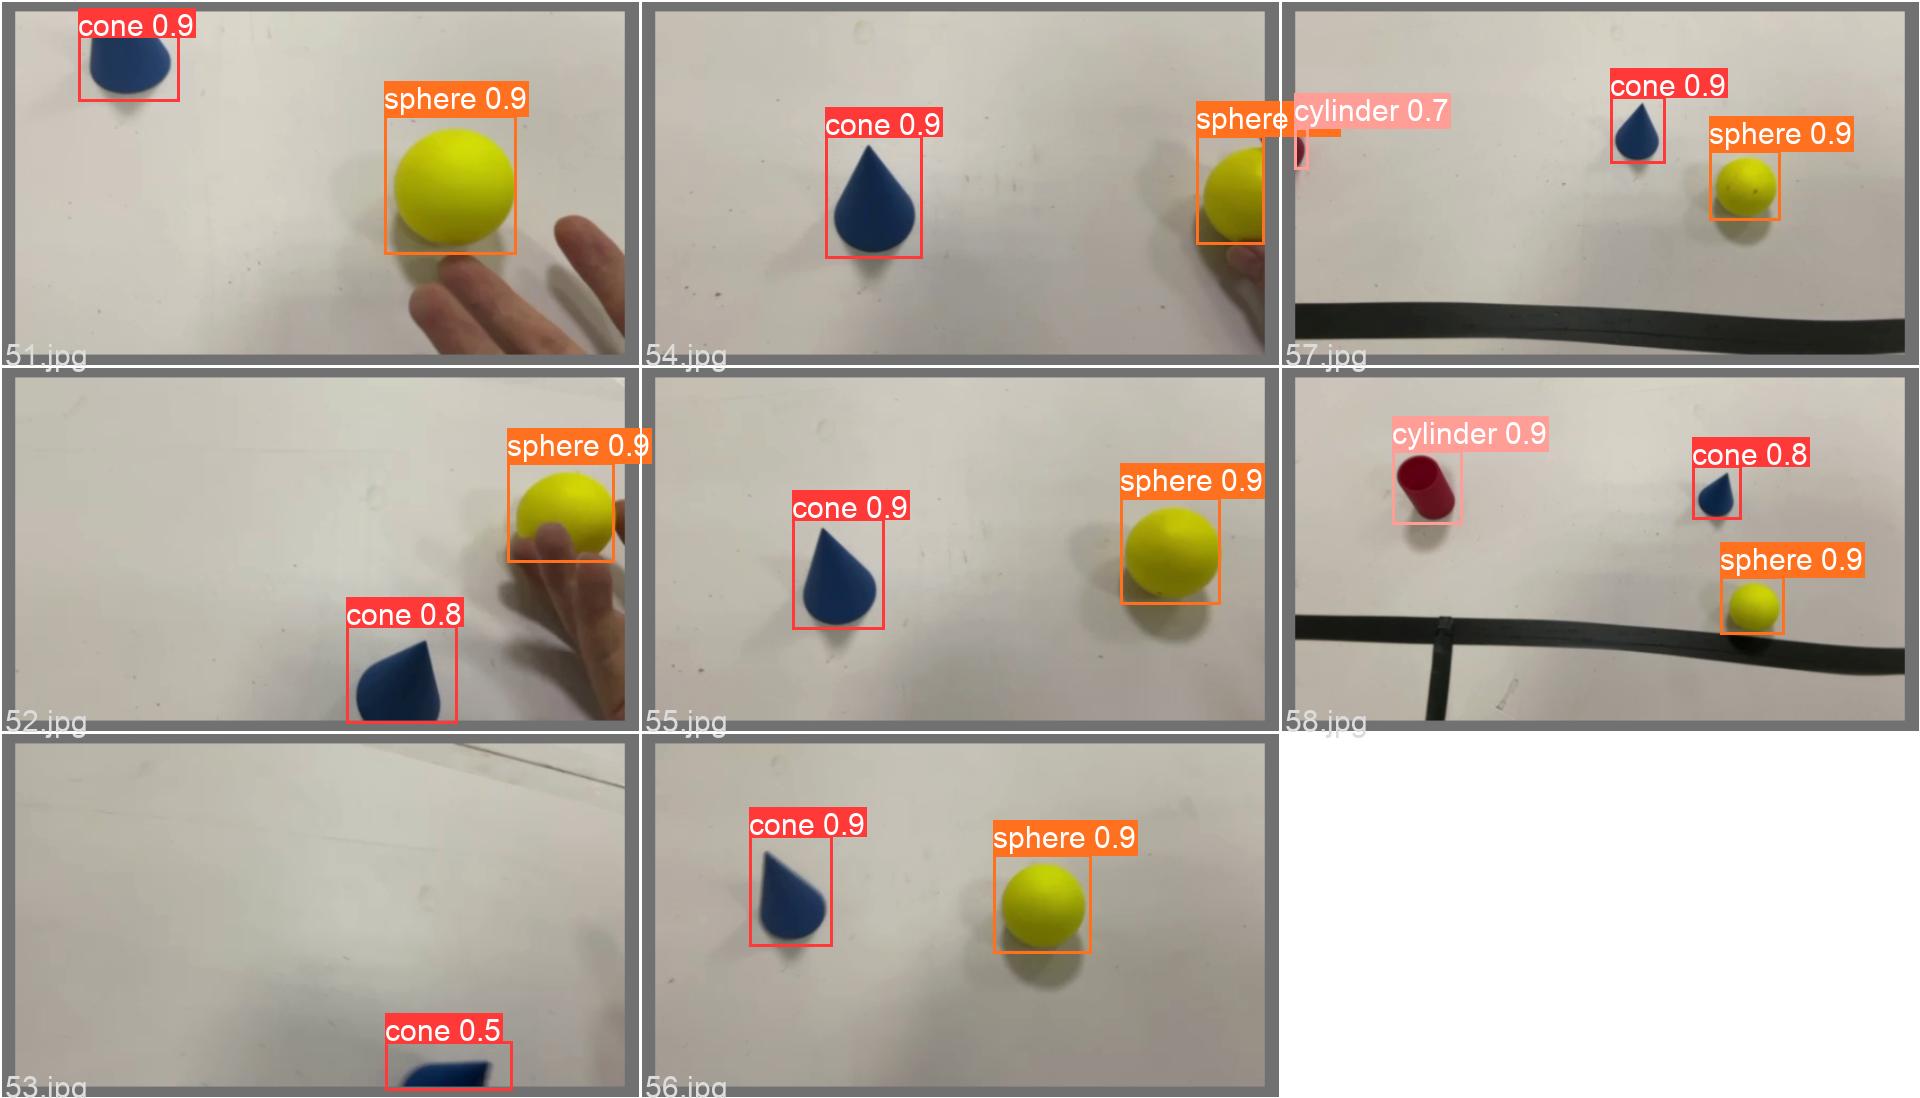 cone 0.9
sphere 0.9
51.jpg
cone 0.9
sphere
54.jpg
cylinder 0.7
cone 0.9
sphere 0.9
57.jpg
sphere 0.9
cone 0.8
52.jpg
cone 0.9
sphere 0.9
55.jpg
cylinder 0.9
cone 0.8
sphere 0.9
58.jpg
cone 0.5
53.jpg
cone 0.9
sphere 0.9
56.jpg